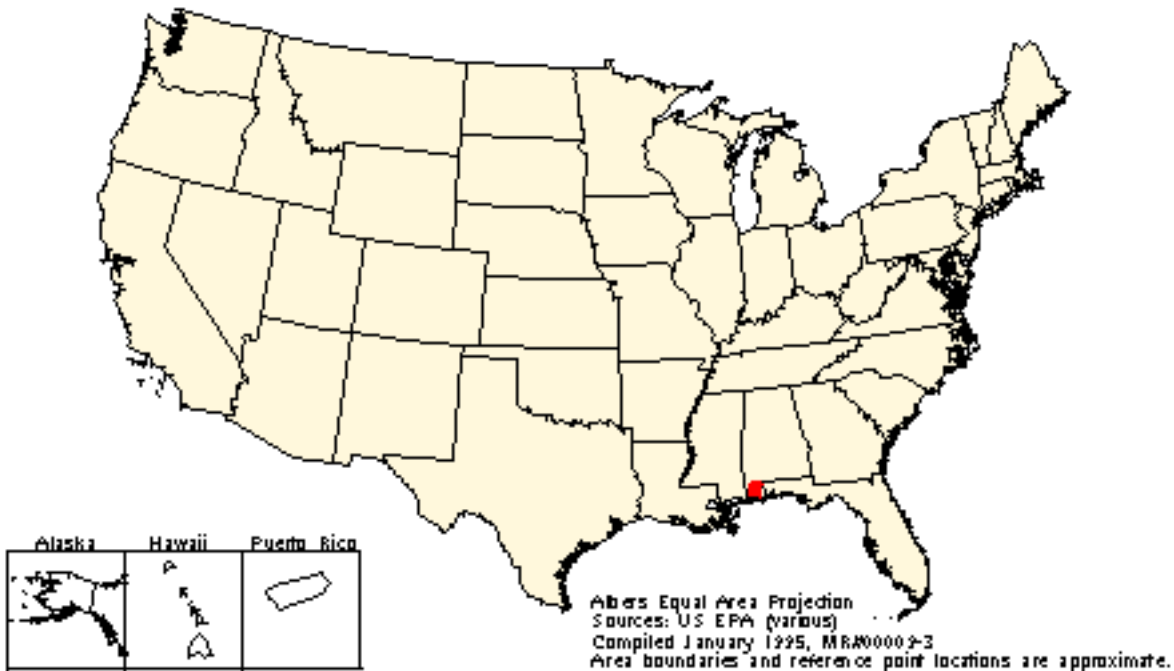 Alaska Hawaii Puerto Rico
Albers Equal Area Projection
Sources: US EPA (various)
Compiled January 1995, MR#00009-3
Area boundaries and reference point locations are approximate.